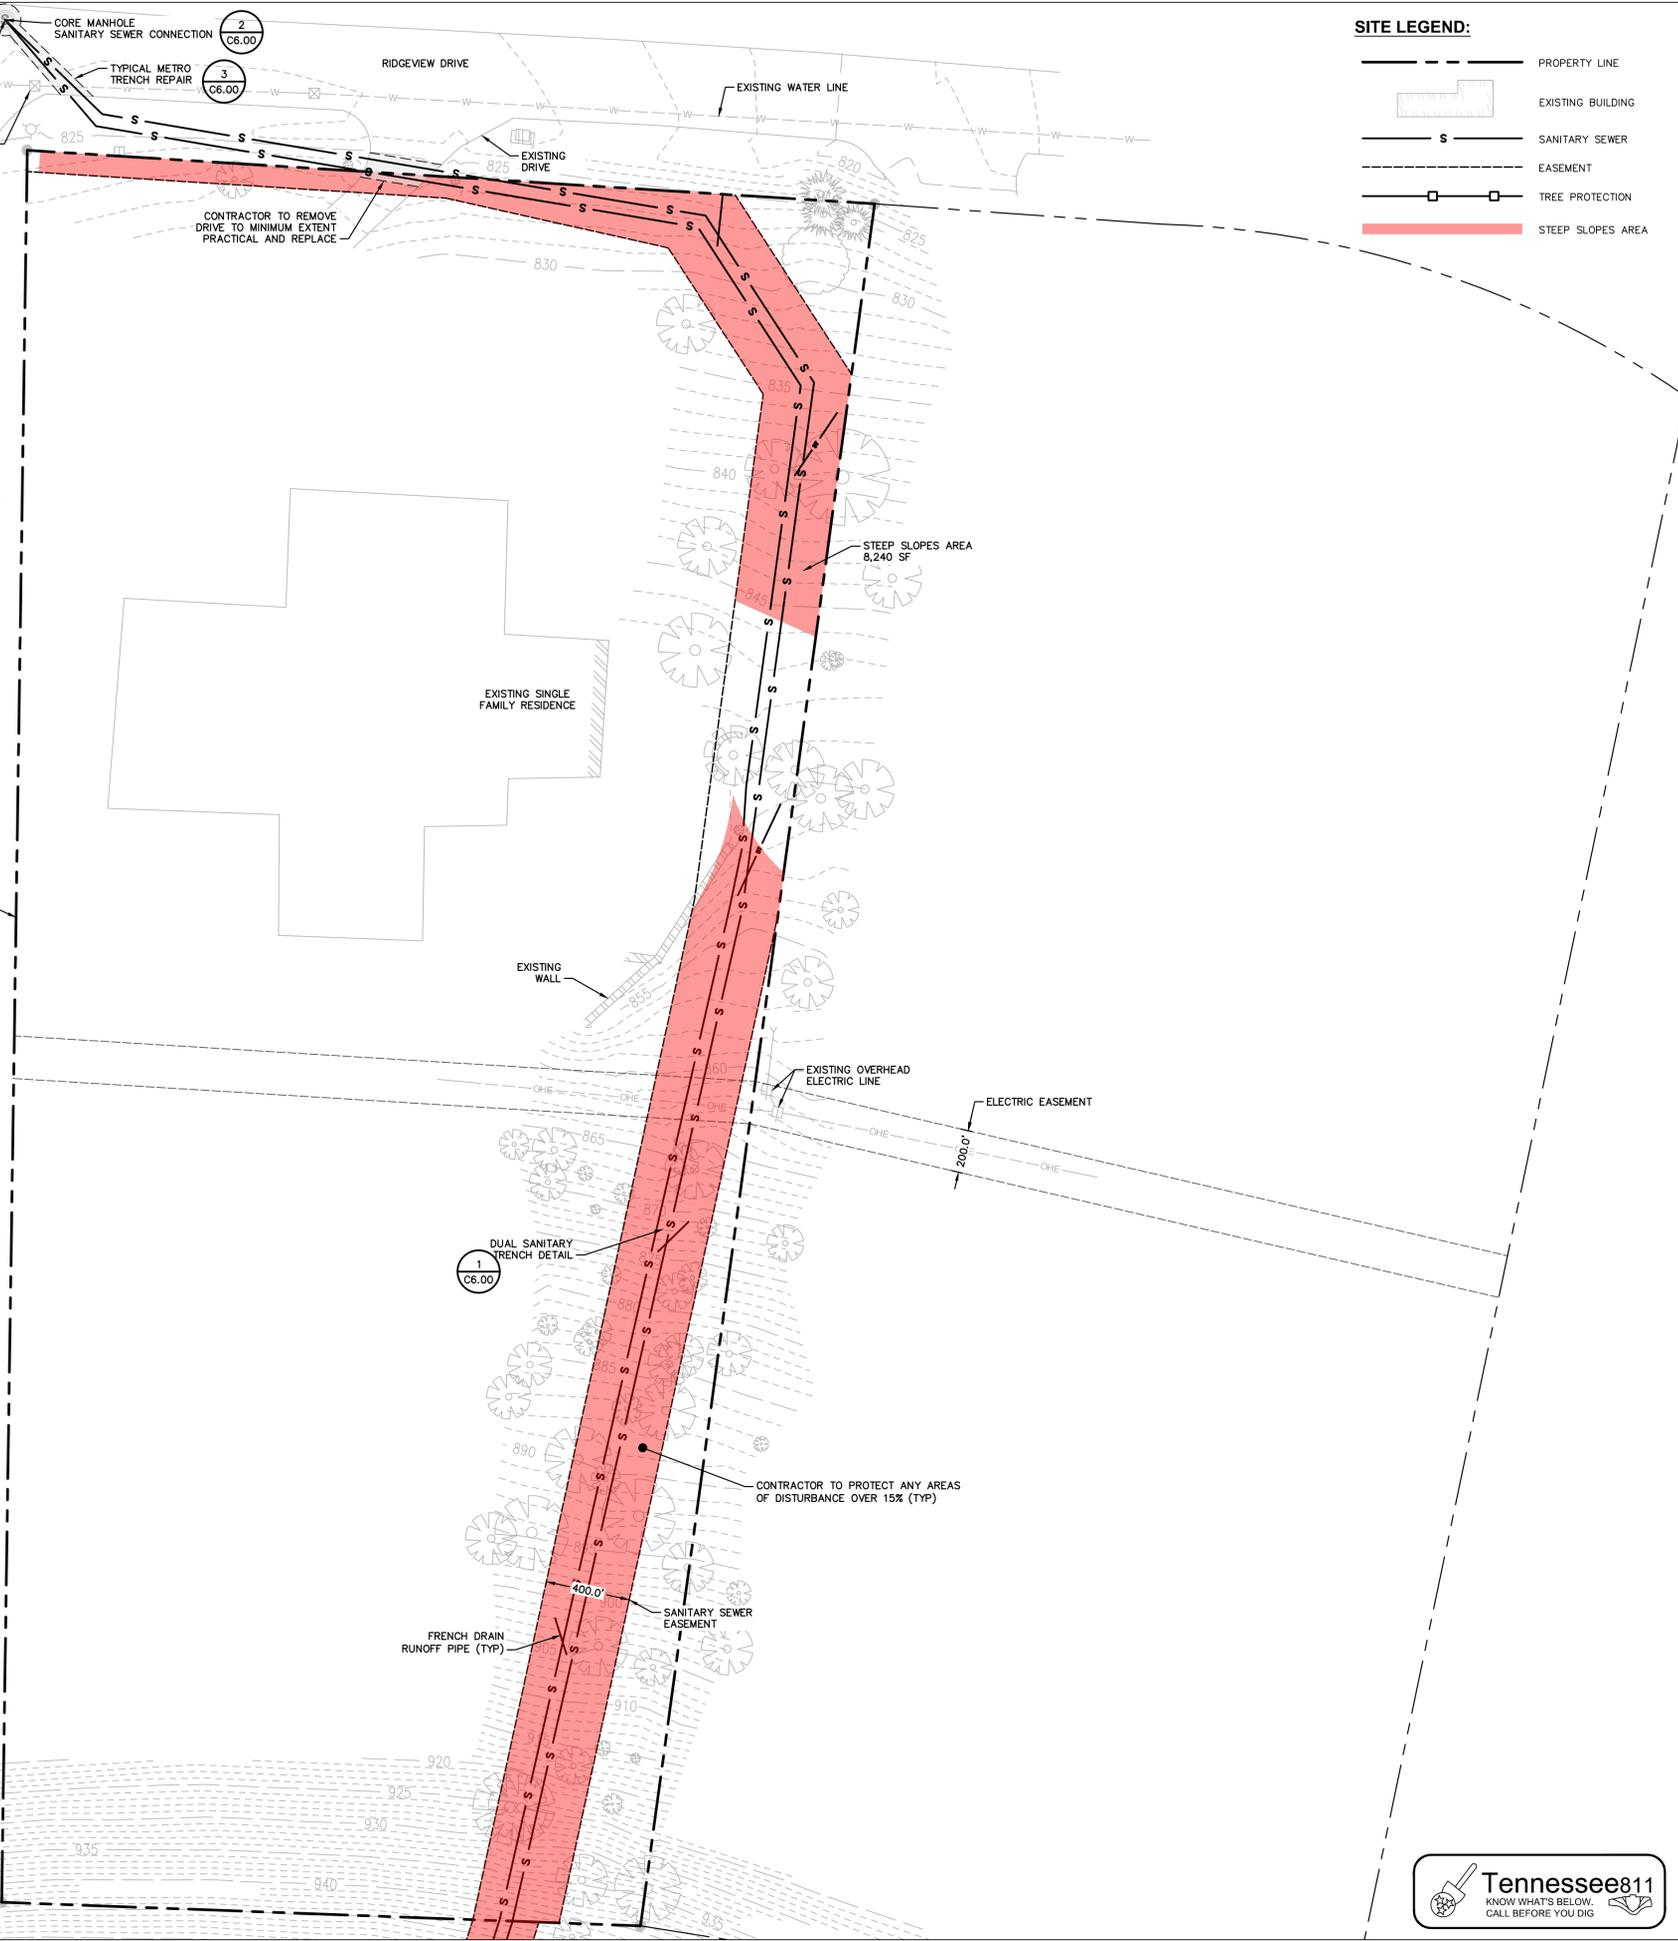 CORE MANHOLE
SANITARY SEWER CONNECTION
2
C6.00
TYPICAL METRO
TRENCH REPAIR
3
C6.00
RIDGEVIEW DRIVE
EXISTING WATER LINE
EXISTING
DRIVE
825
825
820
825
830
830
CONTRACTOR TO REMOVE
DRIVE TO MINIMUM EXTENT
PRACTICAL AND REPLACE
SITE LEGEND:
PROPERTY LINE
EXISTING BUILDING
S SANITARY SEWER
EASEMENT
TREE PROTECTION
STEEP SLOPES AREA
835
840
STEEP SLOPES AREA
8,240 SF
845
EXISTING SINGLE
FAMILY RESIDENCE
EXISTING
WALL
855
860
EXISTING OVERHEAD
ELECTRIC LINE
ELECTRIC EASEMENT
200.0'
OHE
OHE
OHE
OHE
OHE
865
DUAL SANITARY
TRENCH DETAIL
1
C6.00
880
885
890
CONTRACTOR TO PROTECT ANY AREAS
OF DISTURBANCE OVER 15% (TYP)
400.0'
900
SANITARY SEWER
EASEMENT
FRENCH DRAIN
RUNOFF PIPE (TYP)
905
910
920
925
930
935
940
935
Tennessee811
KNOW WHAT'S BELOW.
CALL BEFORE YOU DIG